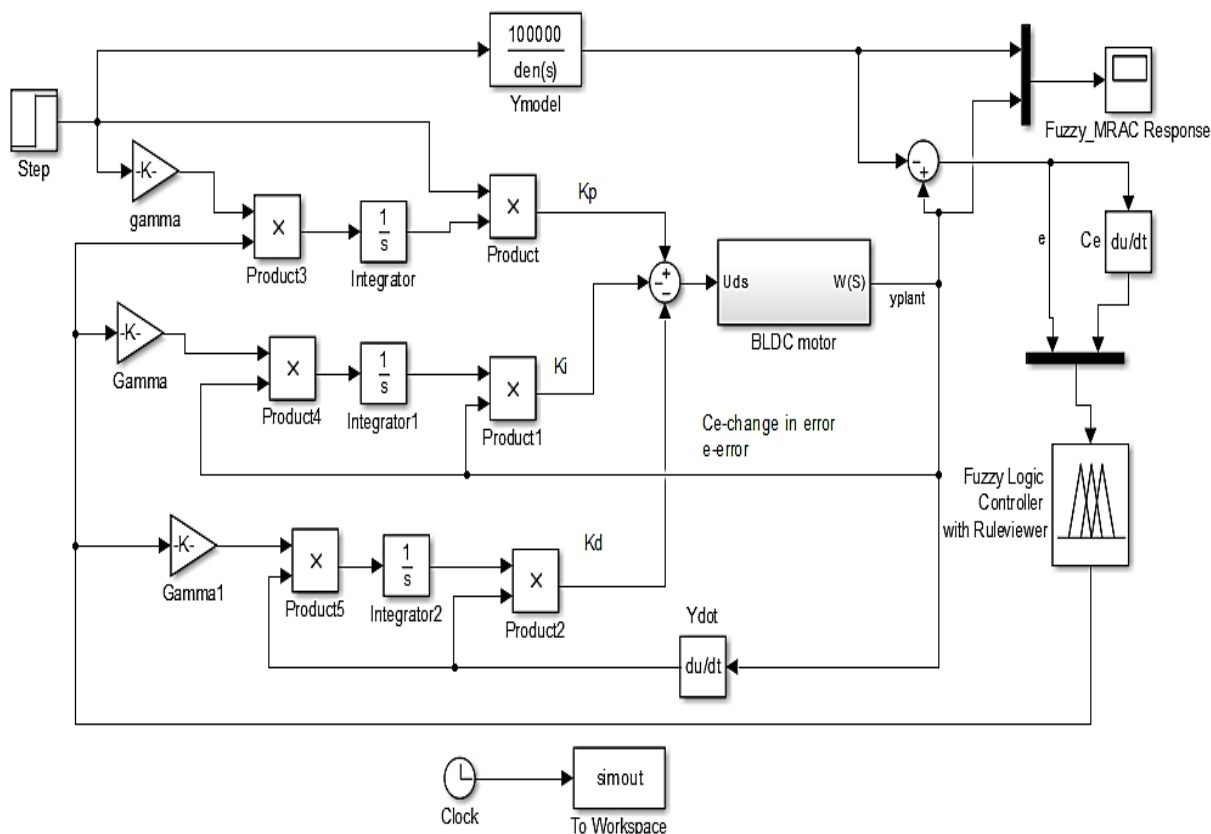 100000
den(s)
Ymodel
Step
Fuzzy_MRAC Response
-K-
gamma
×
Product3
1
s
Integrator
×
Product
Kp
-
+
e
Ce
du/dt
+
-
-
Uds
W(S)
BLDC motor
yplant
-K-
Gamma
×
Product4
1
s
Integrator1
×
Product1
Ki
Ce-change in error
e-error
Fuzzy Logic
Controller
with Ruleviewer
-K-
Gamma1
×
Product5
1
s
Integrator2
×
Product2
Kd
Ydot
du/dt
Clock
simout
To Workspace